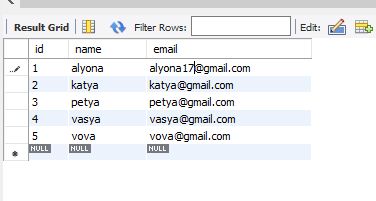 Result Grid Filter Rows: Edit:
id name email
1 alyona alyona17@gmail.com
2 katya katya@gmail.com
3 petya petya@gmail.com
4 vasya vasya@gmail.com
5 vova vova@gmail.com
NULL NULL NULL